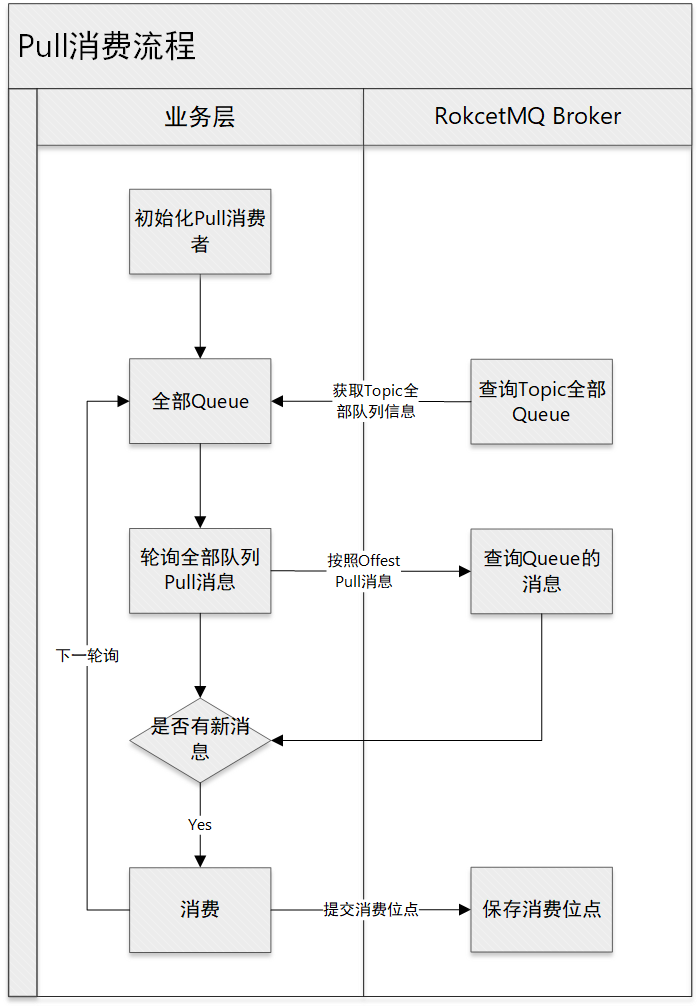 Pull消费流程
业务层
RokcetMQ Broker
初始化Pull消费
者
全部Queue
获取Topic全
部队列信息
查询Topic全部
Queue
轮询全部队列
Pull消息
按照Offest
Pull消息
查询Queue的
消息
下一轮询
是否有新消
息
Yes
消费
提交消费位点
保存消费位点